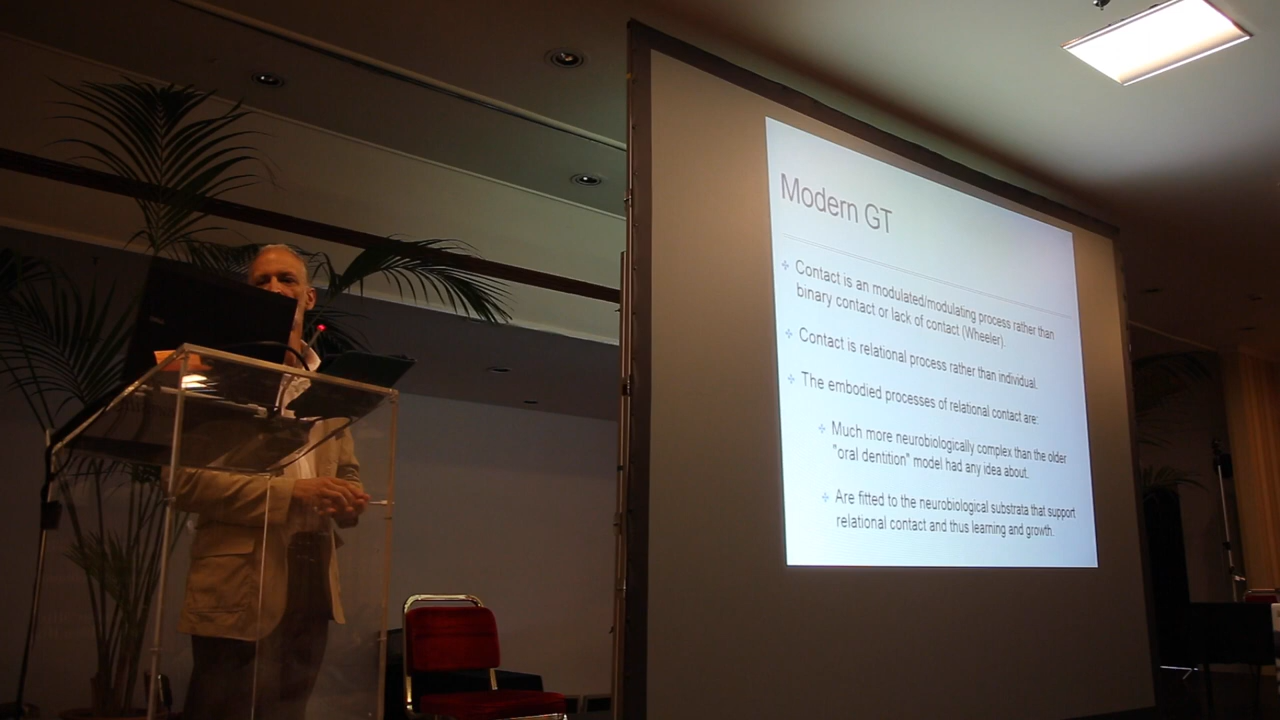 Modern GT
Contact is an modulated/modulating process rather than
binary contact or lack of contact (Wheeler).
Contact is relational process rather than individual.
The embodied processes of relational contact are:
Much more neurobiologically complex than the older
"oral dentition" model had any idea about.
Are fitted to the neurobiological substrata that support
relational contact and thus learning and growth.